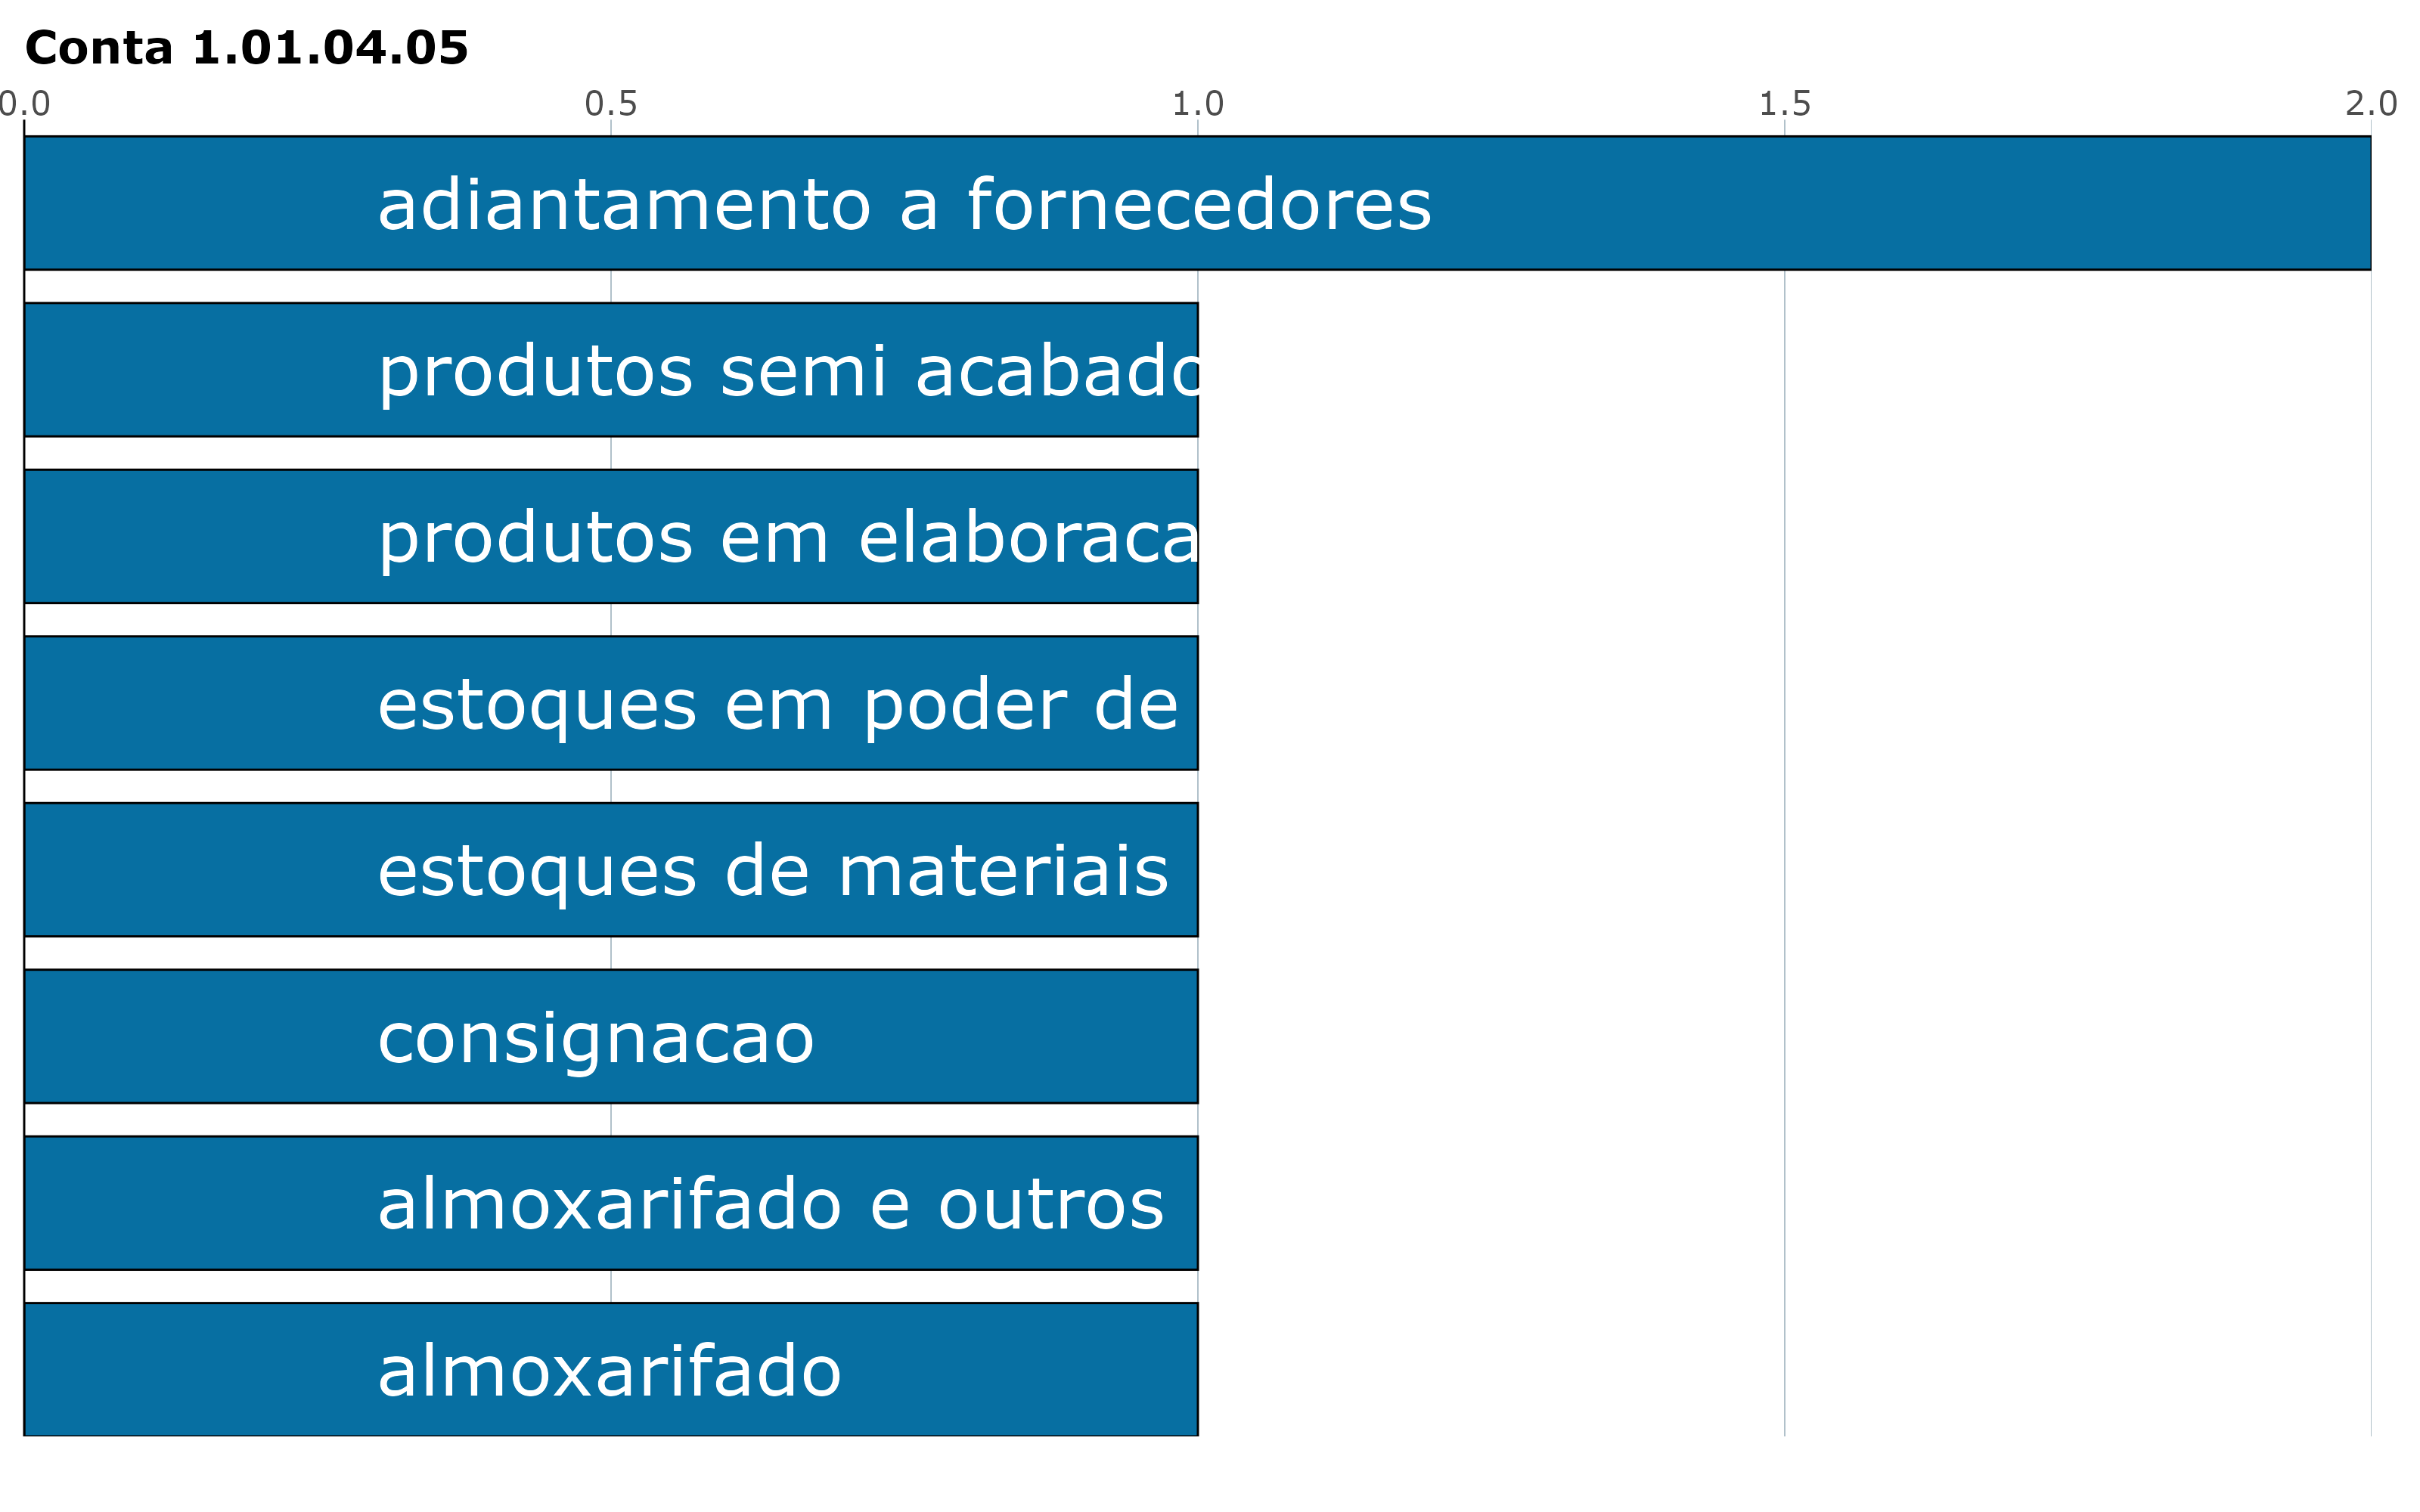 Conta 1.01.04.05
0.0 0.5 1.0 1.5 2.0
adiantamento a fornecedores
produtos semi acabado
produtos em elaboraca
estoques em poder de
estoques de materiais
consignacao
almoxarifado e outros
almoxarifado